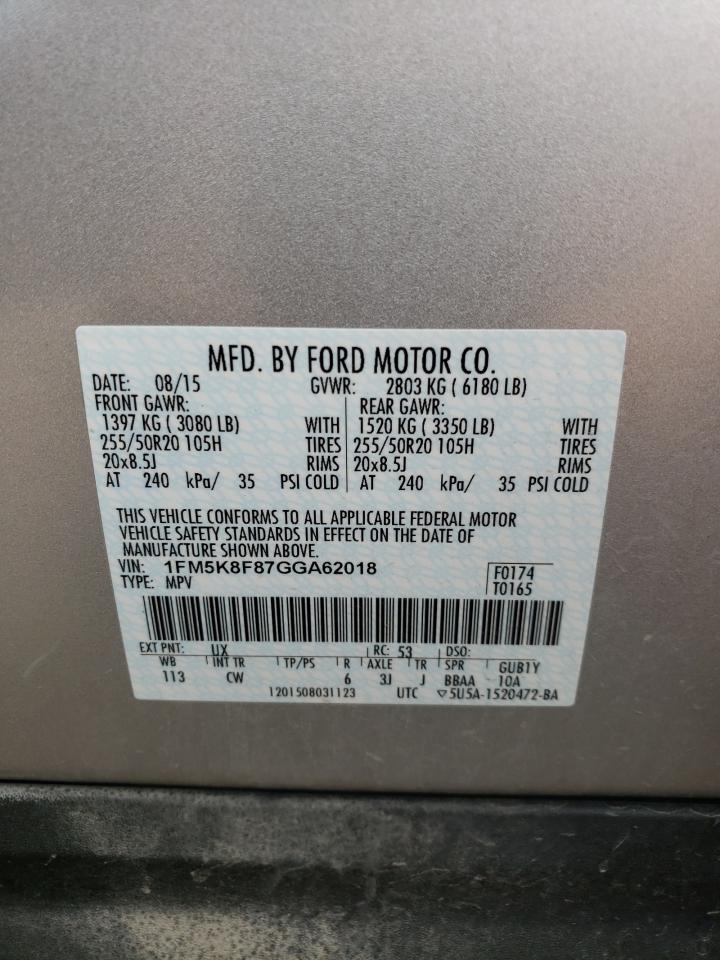 MFD. BY FORD MOTOR CO.
DATE: 08/15 GVWR: 2803 KG ( 6180 LB)
FRONT GAWR: REAR GAWR:
1397 KG ( 3080 LB) WITH 1520 KG ( 3350 LB) WITH
255/50R20 105H TIRES 255/50R20 105H TIRES
20x8.5J RIMS 20x8.5J RIMS
AT 240 kPa/ 35 PSI COLD AT 240 kPa/ 35 PSI COLD
THIS VEHICLE CONFORMS TO ALL APPLICABLE FEDERAL MOTOR
VEHICLE SAFETY STANDARDS IN EFFECT ON THE DATE OF
MANUFACTURE SHOWN ABOVE.
VIN: 1FM5K8F87GGA62018 F0174
TYPE: MPV T0165
EXT PNT: UX RC: 53 DSO:
WB INT TR TP/PS R AXLE TR SPR GUB1Y
113 CW 6 3J J BBAA 10A
1201508031123 UTC ▽5U5A-1520472-BA